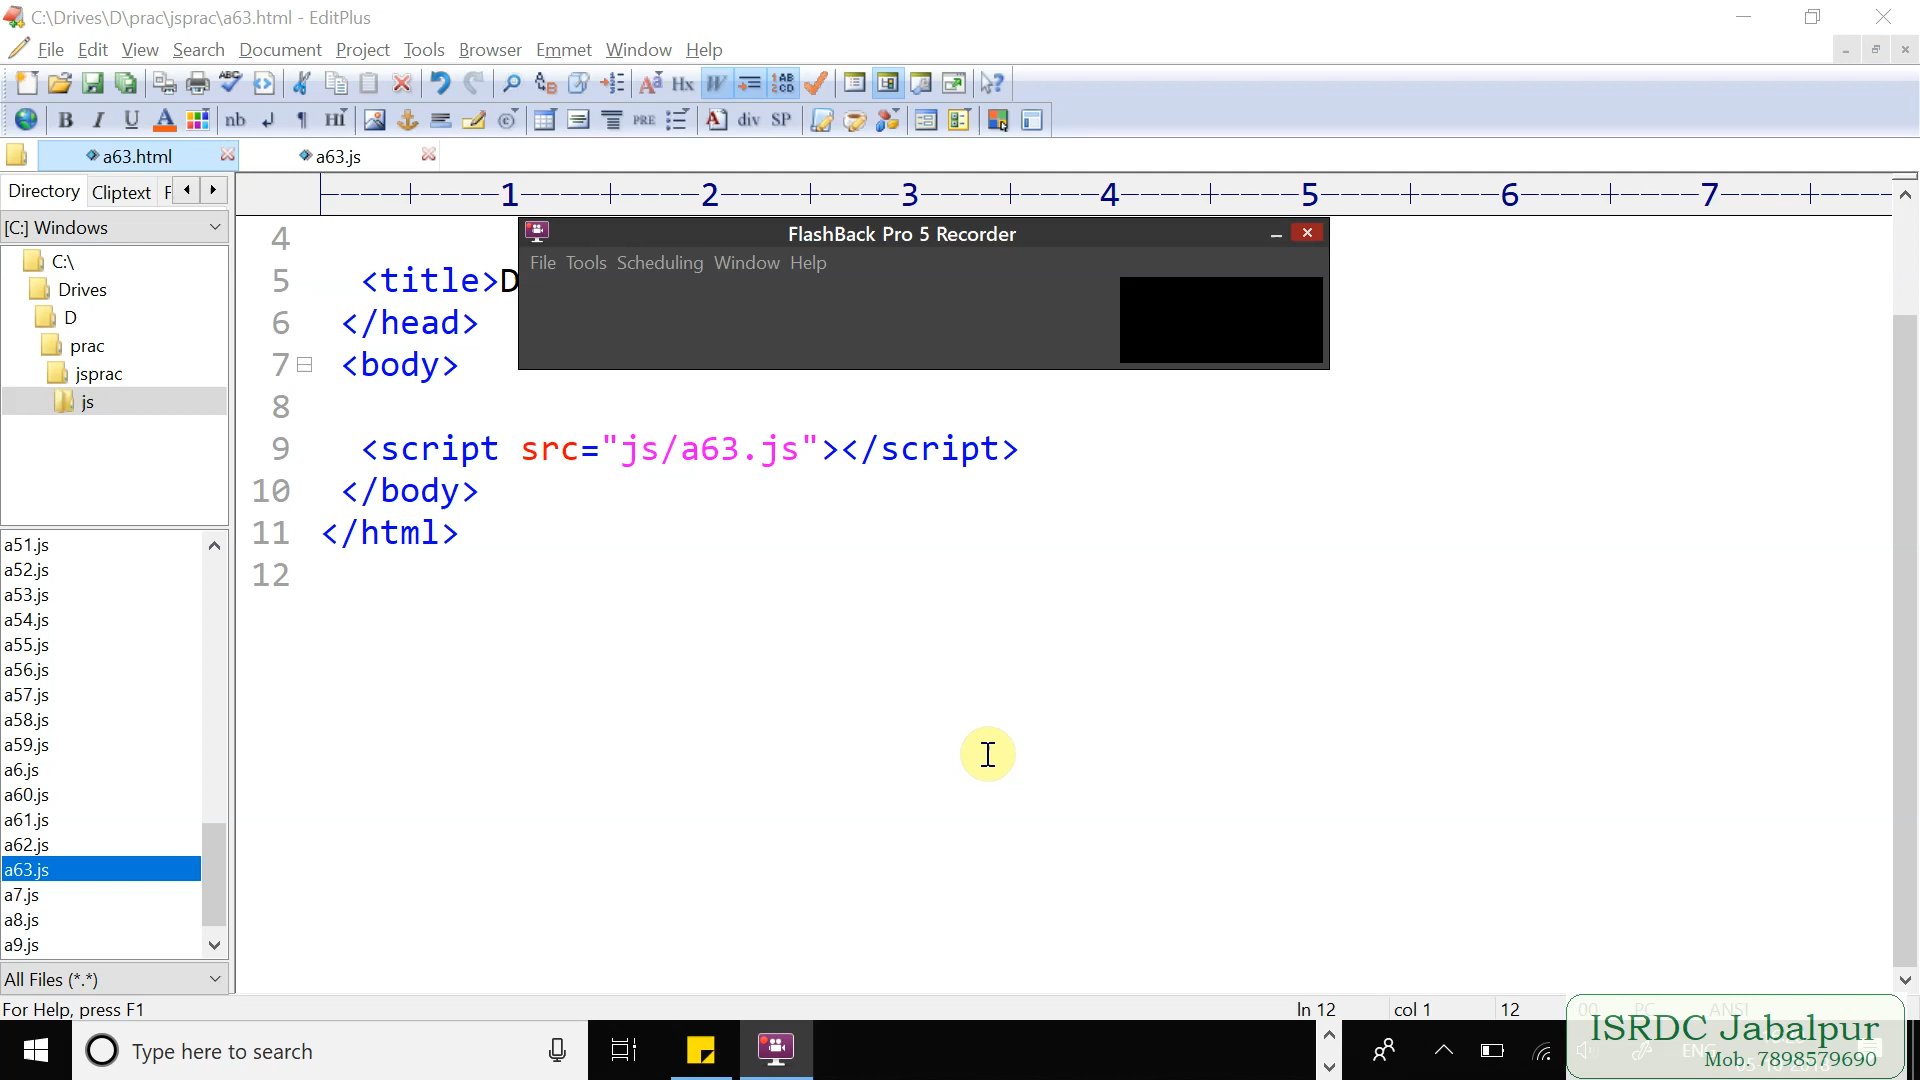 C:\Drives\D\prac\jsprac\a63.html - EditPlus
File Edit View Search Document Project Tools Browser Emmet Window Help
a63.html a63.js
Directory Cliptext F
[C:] Windows
C:\
Drives
D
prac
jsprac
js
1 2 3 4 5 6 7
FlashBack Pro 5 Recorder
File Tools Scheduling Window Help
4
5 <title>D
6 </head>
7 <body>
8
9 <script src="js/a63.js"></script>
10 </body>
11 </html>
12
a51.js
a52.js
a53.js
a54.js
a55.js
a56.js
a57.js
a58.js
a59.js
a6.js
a60.js
a61.js
a62.js
a63.js
a7.js
a8.js
a9.js
All Files (*.*)
For Help, press F1 ln 12 col 1 12 00 PC ANSI
Type here to search
ISRDC Jabalpur
Mob. 7898579690